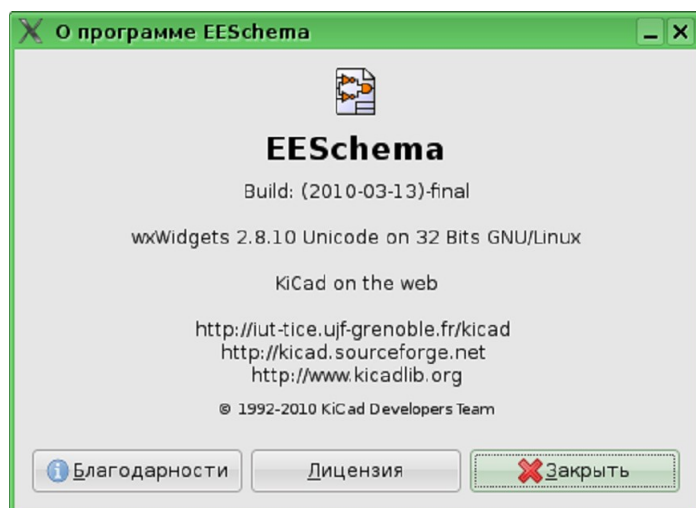 О программе EESchema
EESchema
Build: (2010-03-13)-final
wxWidgets 2.8.10 Unicode on 32 Bits GNU/Linux
KiCad on the web
http://iut-tice.ujf-grenoble.fr/kicad
http://kicad.sourceforge.net
http://www.kicadlib.org
© 1992-2010 KiCad Developers Team
Благодарности Лицензия Закрыть